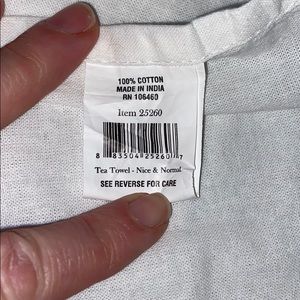 100% COTTON
MADE IN INDIA
RN 106460
Item 25260
8 83504 25260 7
Tea Towel - Nice & Normal
SEE REVERSE FOR CARE